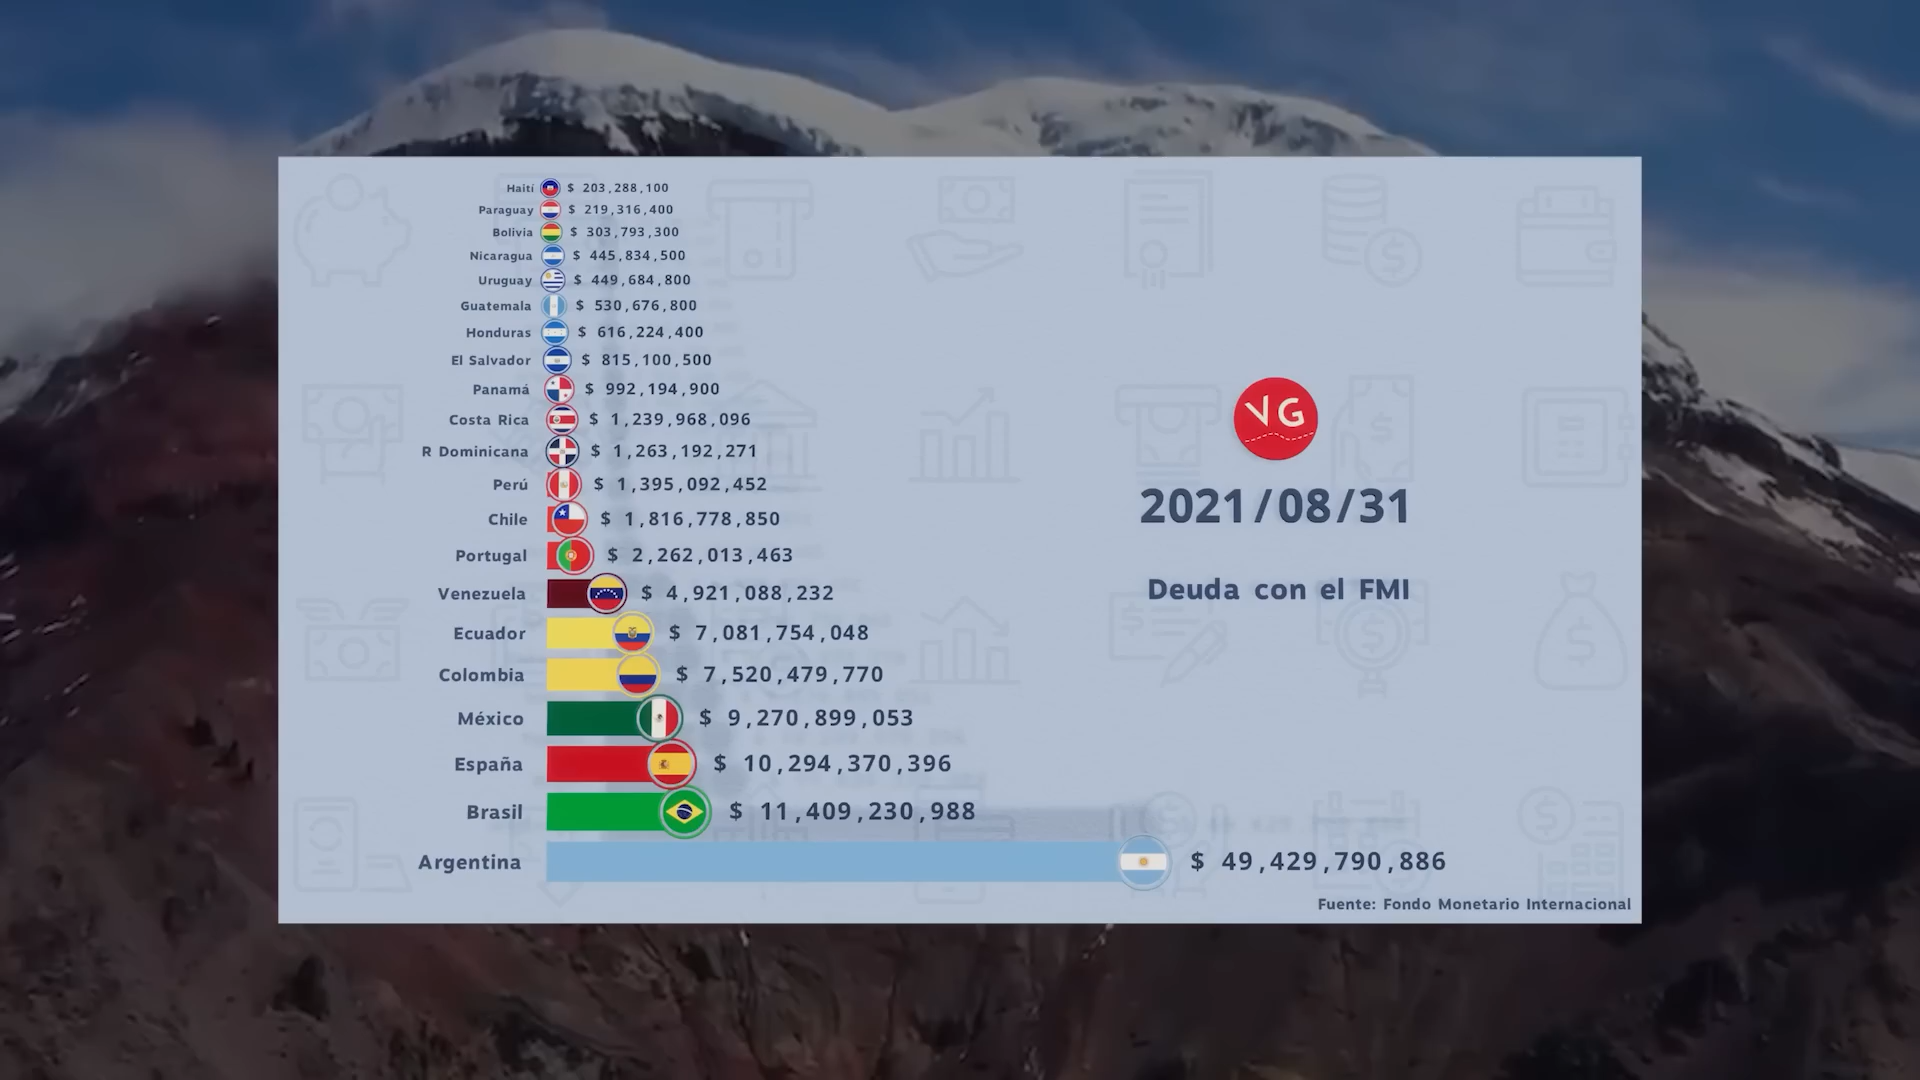 Haití $ 203,288,100
Paraguay $ 219,316,400
Bolivia $ 303,793,300
Nicaragua $ 445,834,500
Uruguay $ 449,684,800
Guatemala $ 530,676,800
Honduras $ 616,224,400
El Salvador $ 815,100,500
Panamá $ 992,194,900
Costa Rica $ 1,239,968,096
R Dominicana $ 1,263,192,271
Perú $ 1,395,092,452
Chile $ 1,816,778,850
Portugal $ 2,262,013,463
Venezuela $ 4,921,088,232
Ecuador $ 7,081,754,048
Colombia $ 7,520,479,770
México $ 9,270,899,053
España $ 10,294,370,396
Brasil $ 11,409,230,988
Argentina $ 49,429,790,886
VG
2021/08/31
Deuda con el FMI
Fuente: Fondo Monetario Internacional